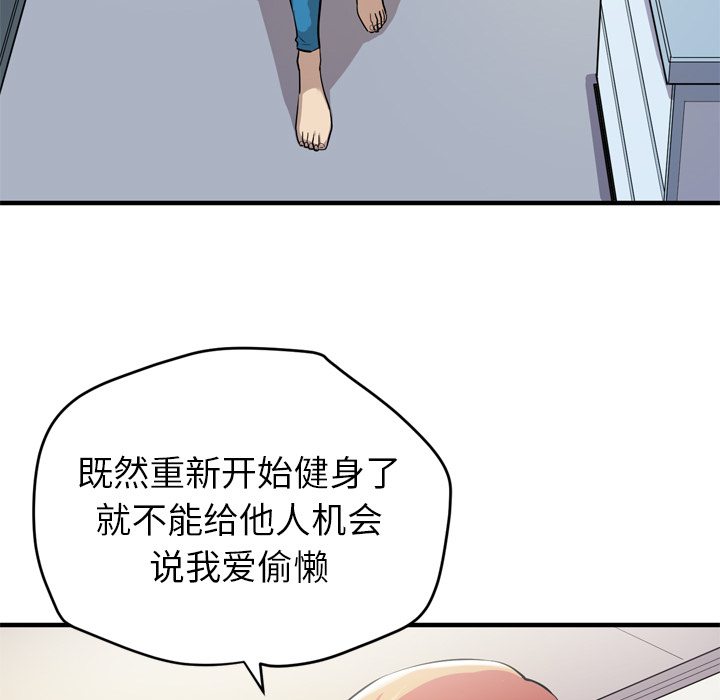 既然重新开始健身了
就不能给他人机会
说我爱偷懒